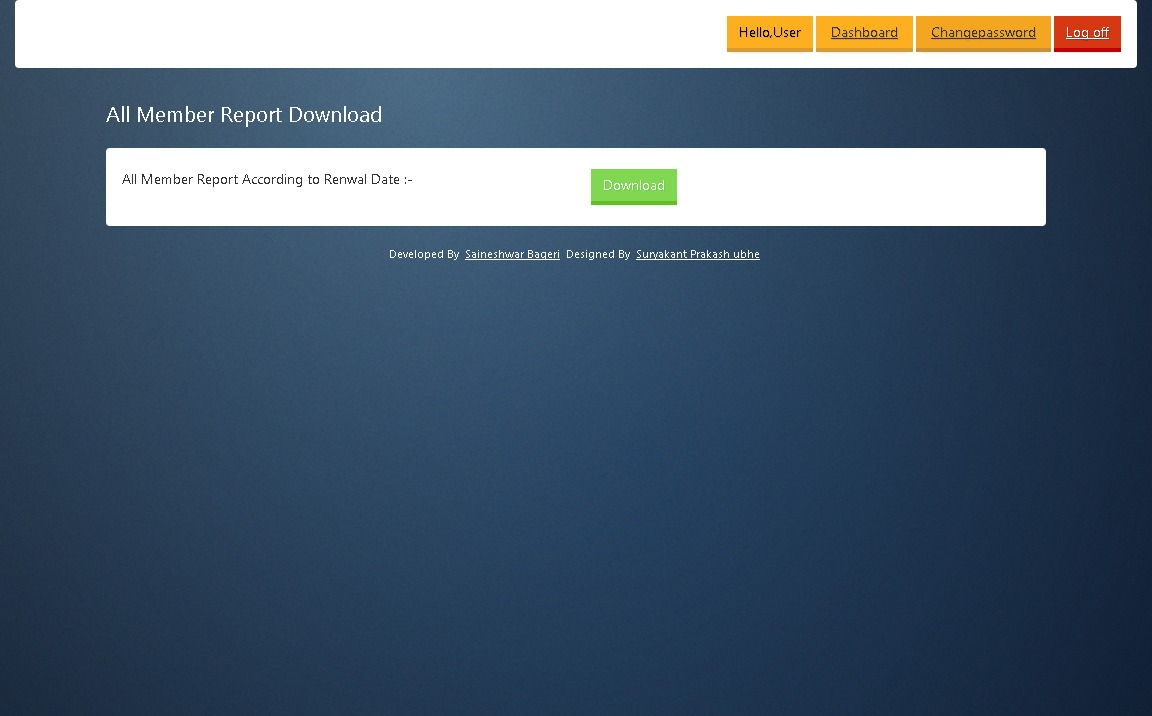 Hello,User Dashboard Changepassword Log off
All Member Report Download
All Member Report According to Renwal Date :- Download
Developed By Saineshwar Bageri Designed By Suryakant Prakash ubhe